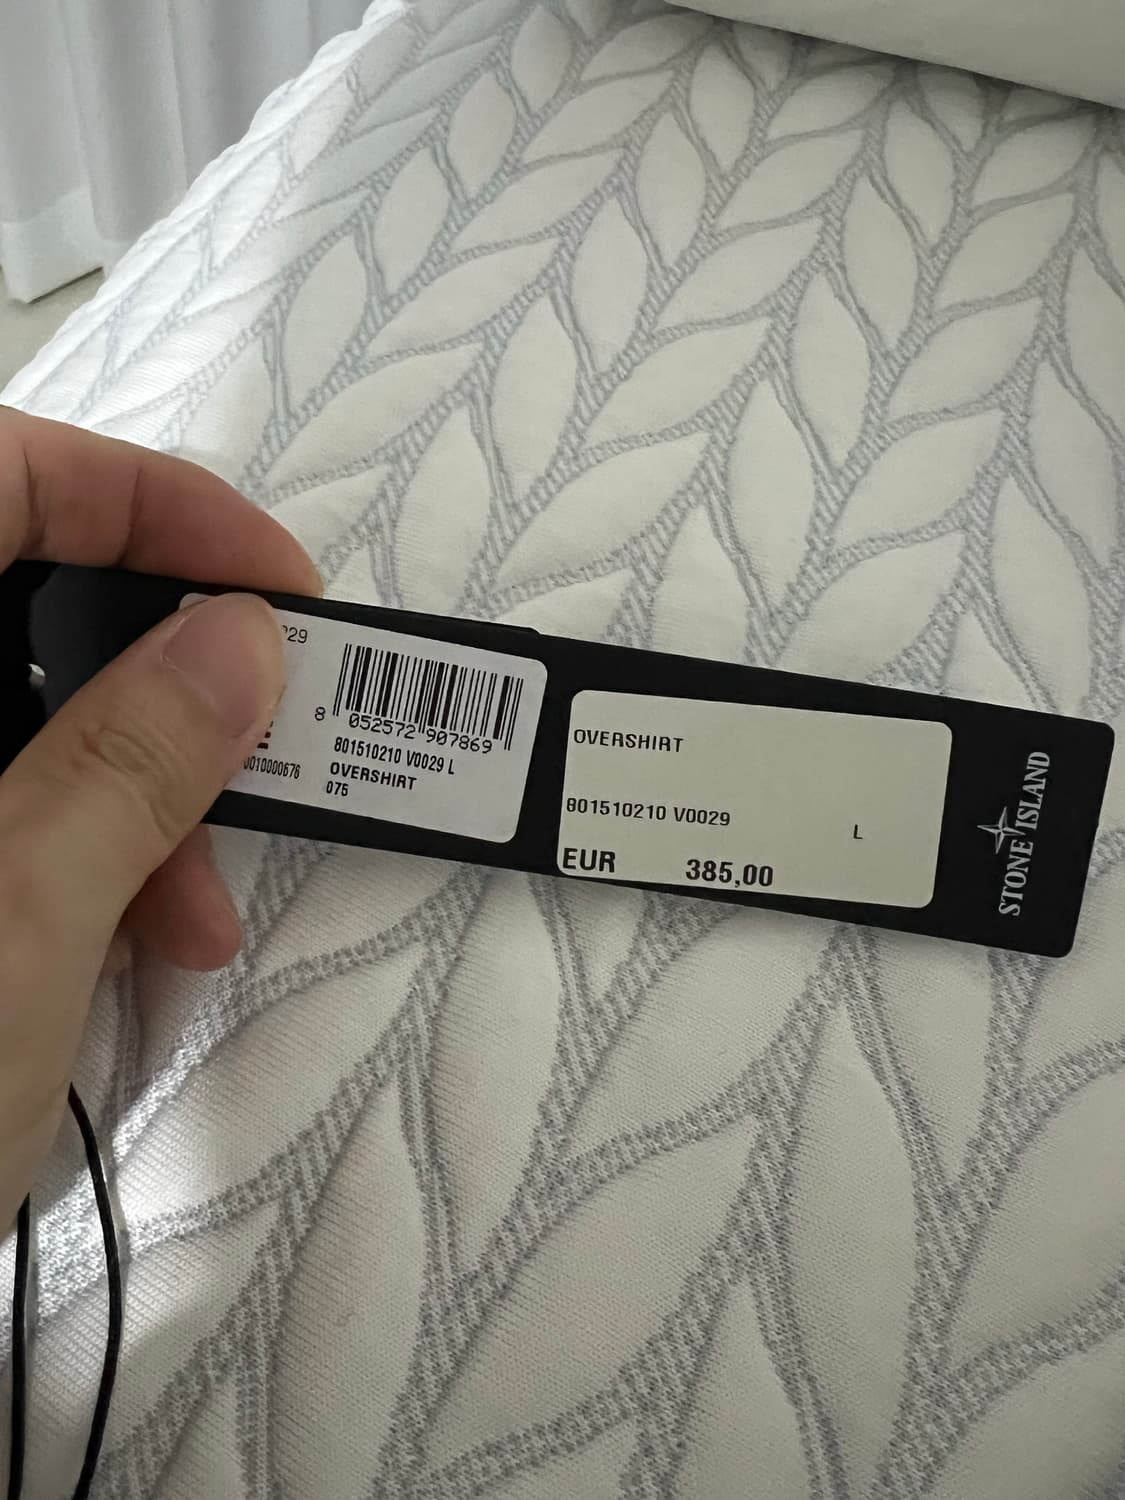 029
8 052572 907869
801510210 V0029 L
0010000676
OVERSHIRT
075
OVERSHIRT
801510210 V0029 L
EUR 385,00
STONE ISLAND